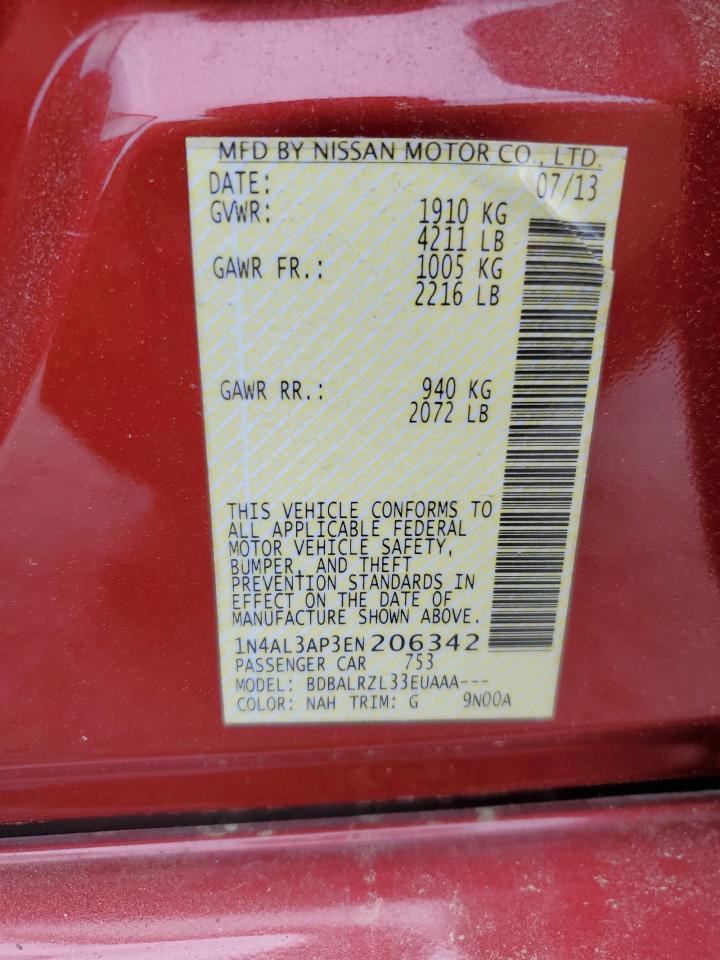 MFD BY NISSAN MOTOR CO., LTD.
DATE: 07/13
GVWR: 1910 KG
4211 LB
GAWR FR.: 1005 KG
2216 LB
GAWR RR.: 940 KG
2072 LB
THIS VEHICLE CONFORMS TO
ALL APPLICABLE FEDERAL
MOTOR VEHICLE SAFETY,
BUMPER, AND THEFT
PREVENTION STANDARDS IN
EFFECT ON THE DATE OF
MANUFACTURE SHOWN ABOVE.
1N4AL3AP3EN206342
PASSENGER CAR 753
MODEL: BDBALRZL33EUAAA---
COLOR: NAH TRIM: G 9N00A